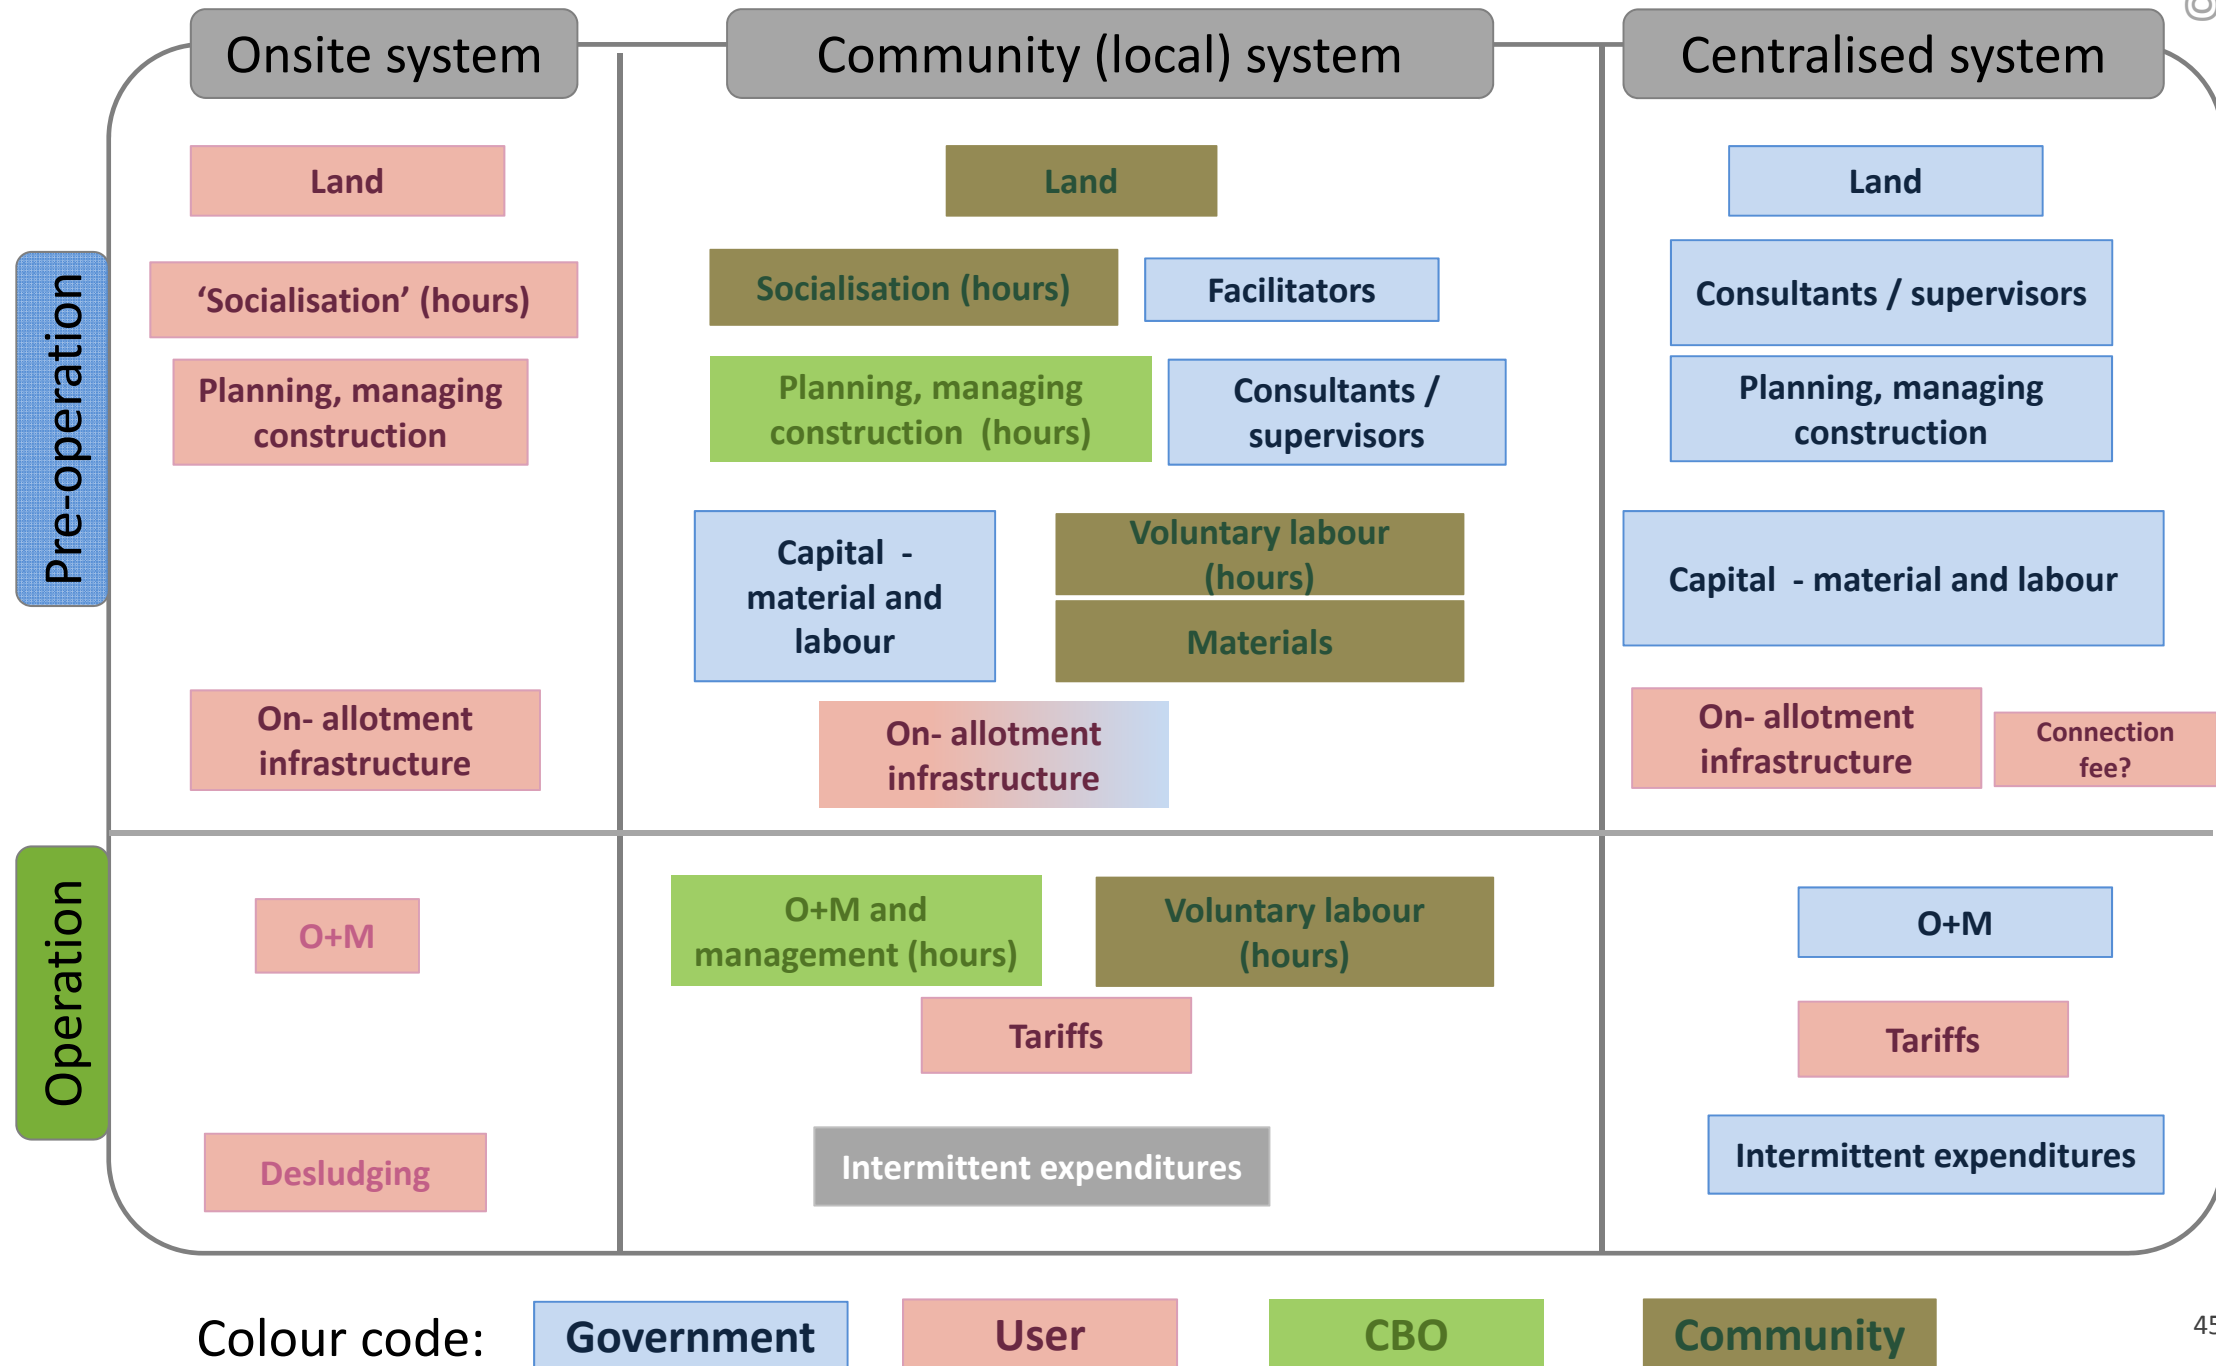 ©
Onsite system
Community (local) system
Centralised system
Pre-operation
Land
Land
Land
‘Socialisation’ (hours)
Socialisation (hours)
Facilitators
Consultants / supervisors
Planning, managing
construction
Planning, managing
construction (hours)
Consultants /
supervisors
Planning, managing
construction
Capital -
material and
labour
Voluntary labour
(hours)
Materials
Capital - material and labour
On- allotment
infrastructure
On- allotment
infrastructure
On- allotment
infrastructure
Connection
fee?
Operation
O+M
O+M and
management (hours)
Voluntary labour
(hours)
O+M
Tariffs
Tariffs
Desludging
Intermittent expenditures
Intermittent expenditures
Colour code:
Government
User
CBO
Community
45